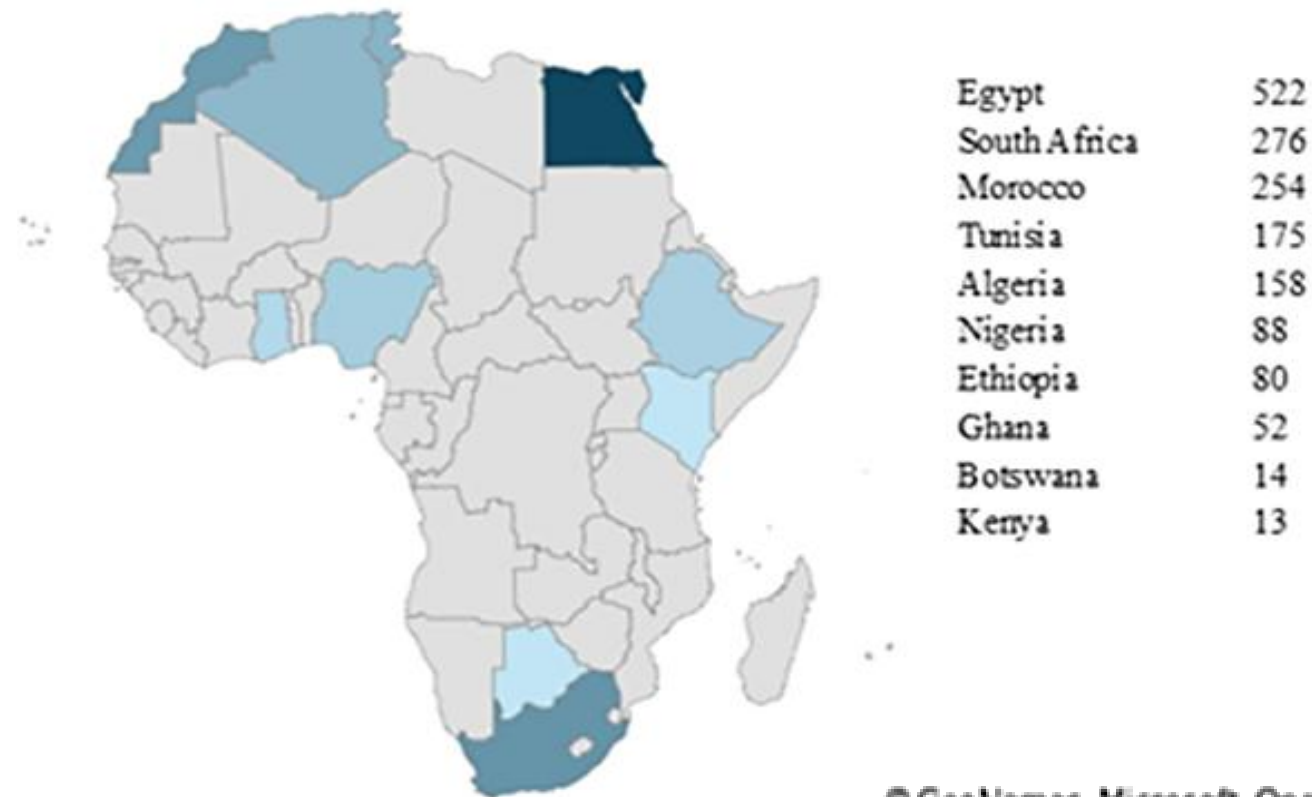 Egypt 522
South Africa 276
Morocco 254
Tunisia 175
Algeria 158
Nigeria 88
Ethiopia 80
Ghana 52
Botswana 14
Kenya 13